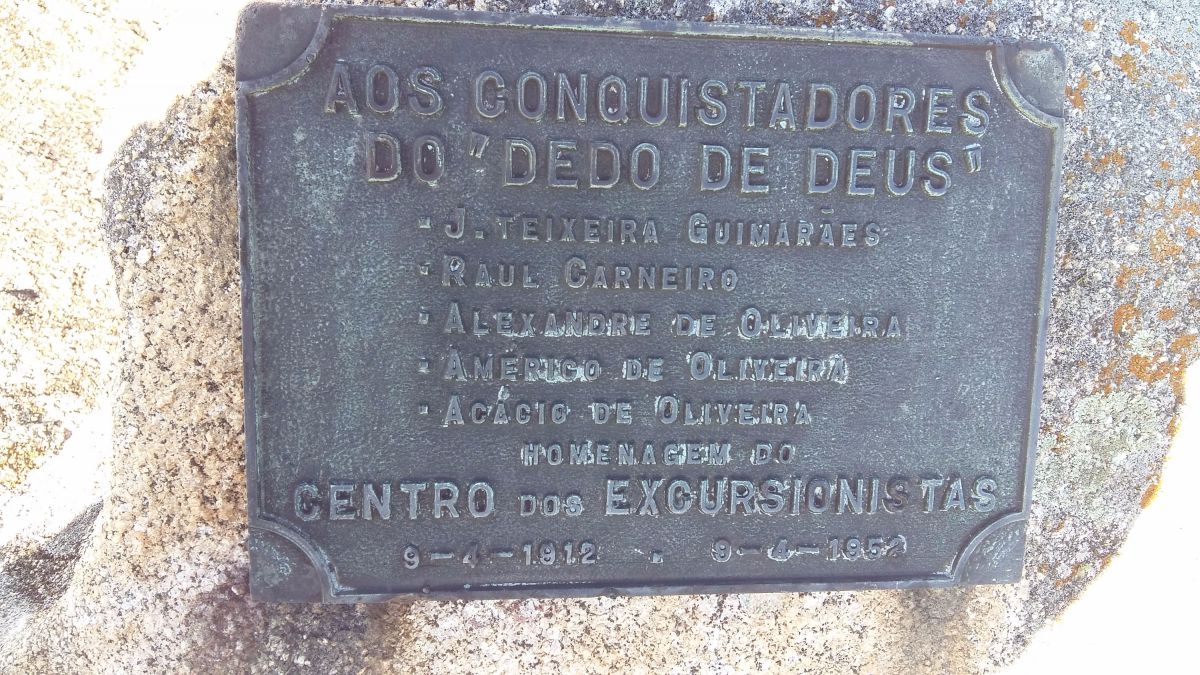 AOS CONQUISTADORES
DO "DEDO DE DEUS"
· J. TEIXEIRA GUIMARÃES
· RAUL CARNEIRO
· ALEXANDRE DE OLIVEIRA
· AMÉRIGO DE OLIVEIRA
· ACÁCIO DE OLIVEIRA
HOMENAGEM DO
CENTRO DOS EXCURSIONISTAS
9-4-1912 . 9-4-1952